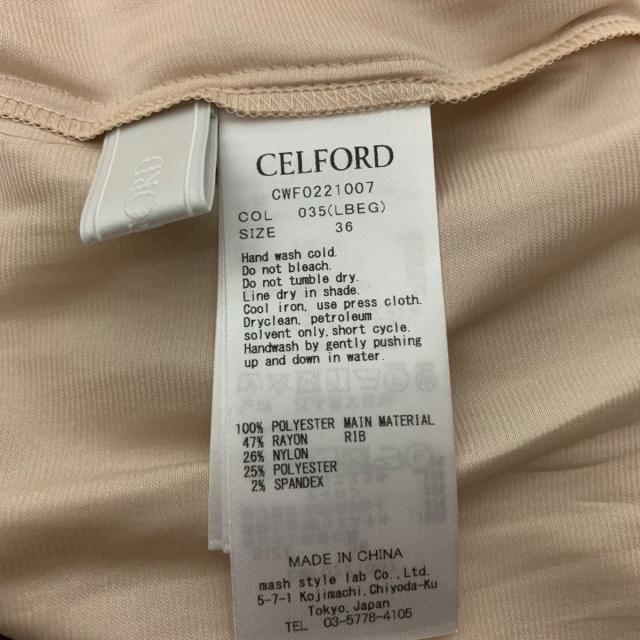 CELFORD
CWF0221007
COL 035(LBEG)
SIZE 36
Hand wash cold.
Do not bleach.
Do not tumble dry.
Line dry in shade.
Cool iron, use press cloth.
Dryclean, petroleum
solvent only,short cycle.
Handwash by gently pushing
up and down in water.
100% POLYESTER MAIN MATERIAL
47% RAYON RIB
26% NYLON
25% POLYESTER
2% SPANDEX
MADE IN CHINA
mash style lab Co.,Ltd.
5-7-1 Kojimachi,Chiyoda-Ku
Tokyo,Japan
TEL 03-5778-4105